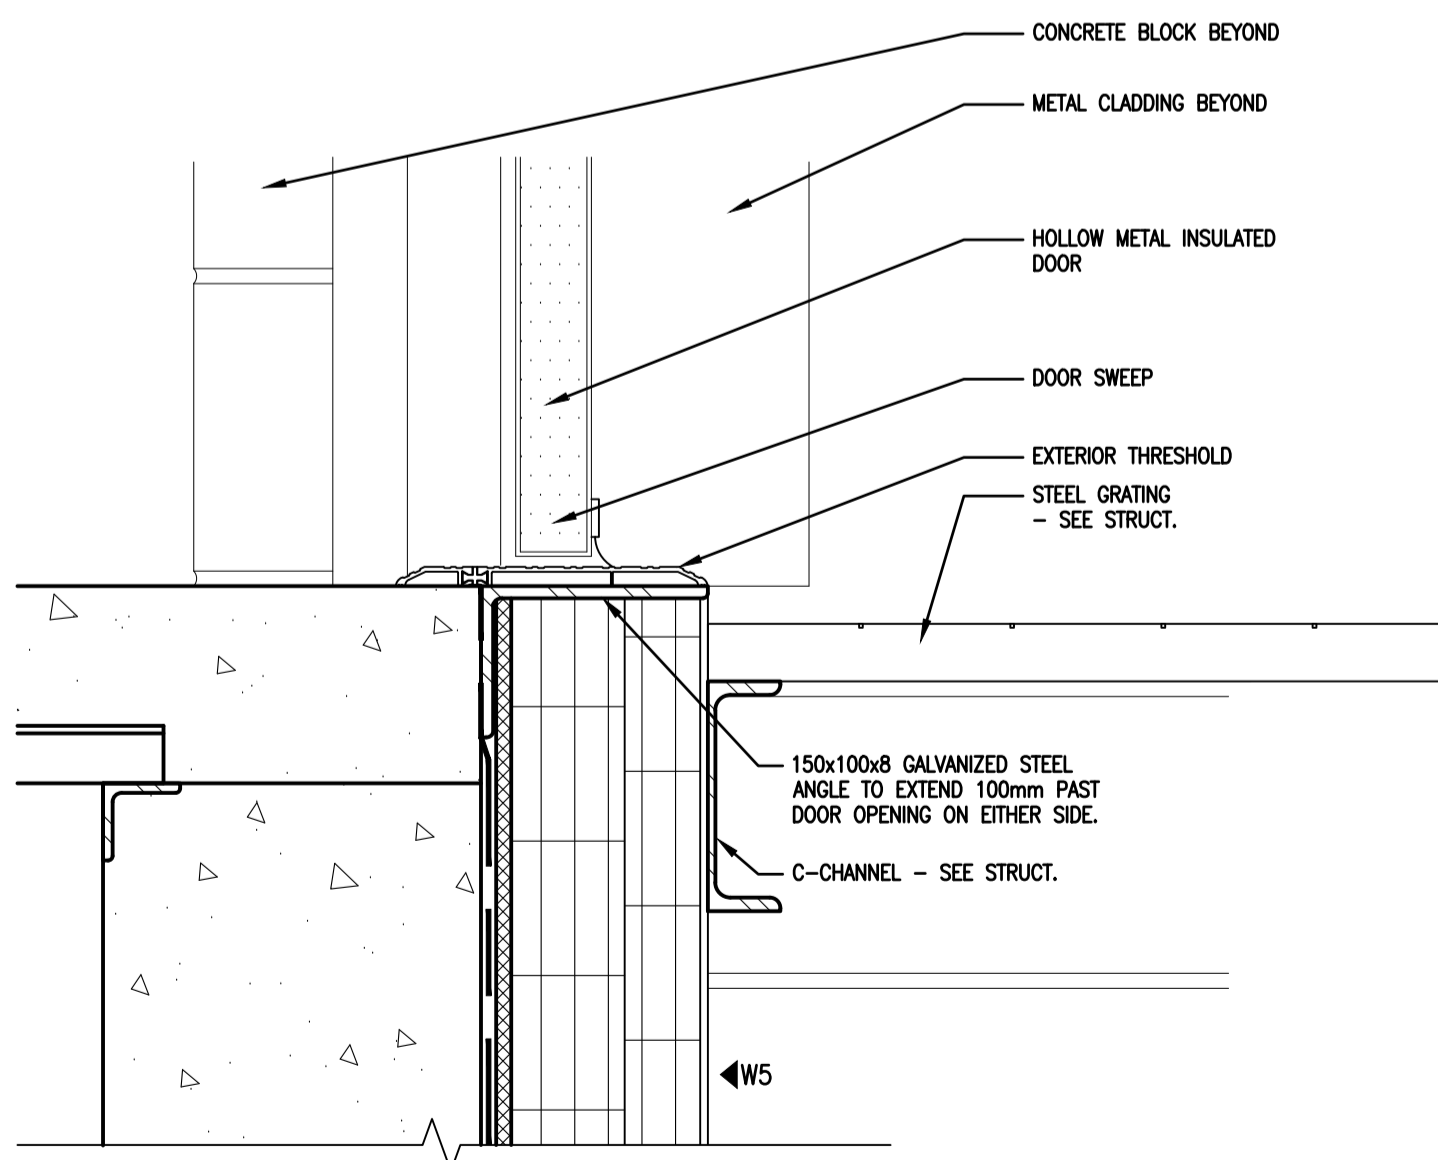 CONCRETE BLOCK BEYOND
METAL CLADDING BEYOND
HOLLOW METAL INSULATED
DOOR
DOOR SWEEP
EXTERIOR THRESHOLD
STEEL GRATING
– SEE STRUCT.
150x100x8 GALVANIZED STEEL
ANGLE TO EXTEND 100mm PAST
DOOR OPENING ON EITHER SIDE.
C–CHANNEL – SEE STRUCT.
W5